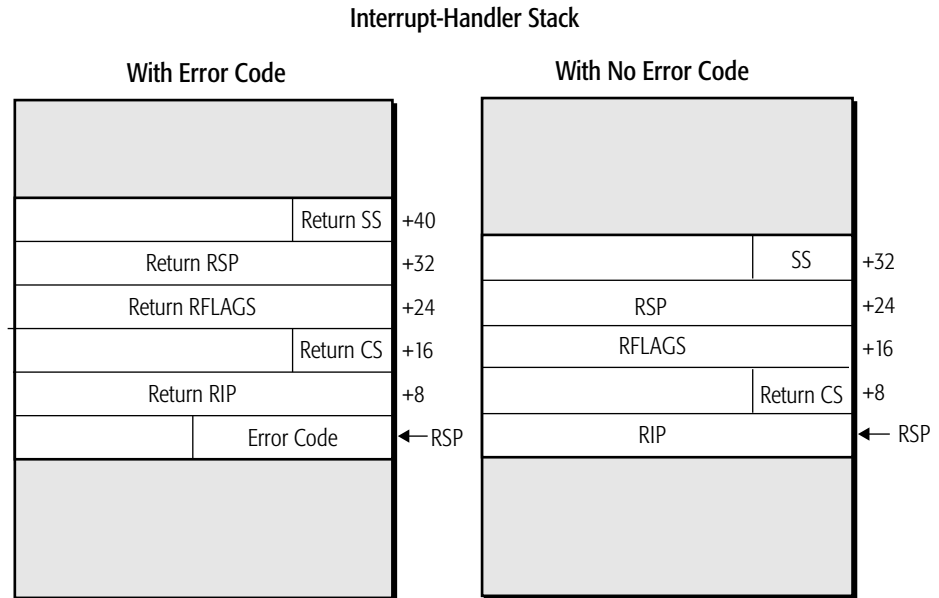 Interrupt-Handler Stack
With Error Code
Return SS +40
Return RSP +32
Return RFLAGS +24
Return CS +16
Return RIP +8
Error Code RSP
With No Error Code
SS +32
RSP +24
RFLAGS +16
Return CS +8
RIP RSP